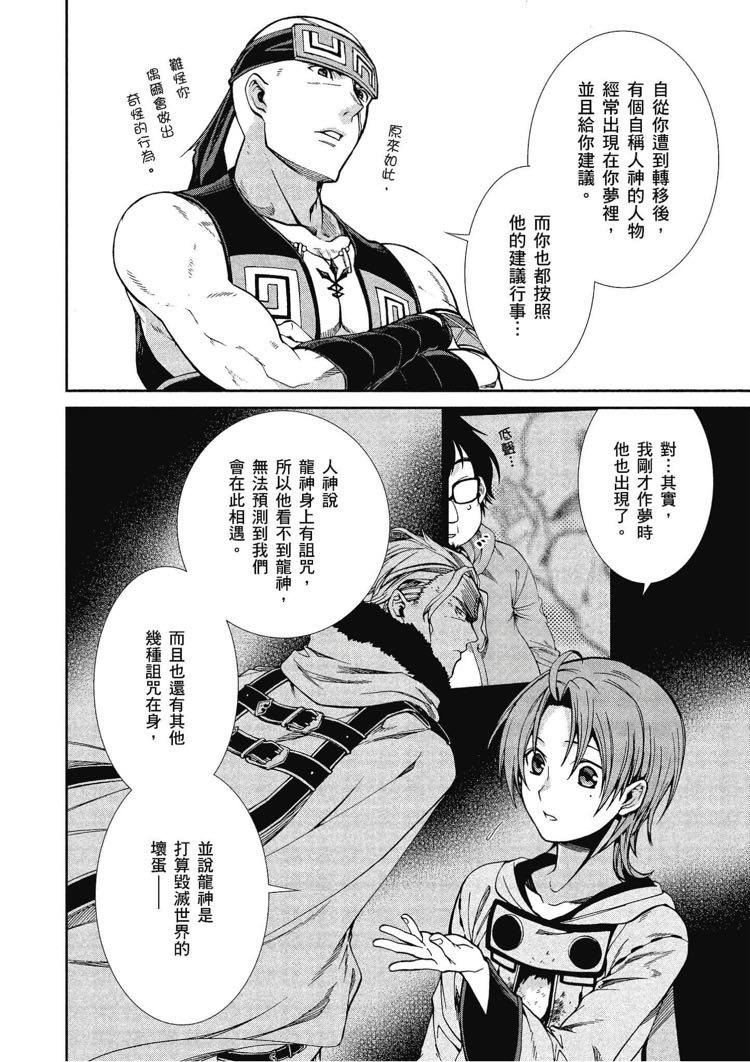 自從你遭到轉移後，
有個自稱人神的人物
經常出現在你夢裡，
並且給你建議。
而你也都按照
他的建議行事…
原來如此，
難怪你
偶爾會做出
奇怪的行為。
對…其實，
我剛才作夢時
他也出現了。
低聲…
人神說
龍神身上有詛咒，
所以他看不到龍神，
無法預測到我們
會在此相遇。
而且也還有其他
幾種詛咒在身，
並說龍神是
打算毀滅世界的
壞蛋──